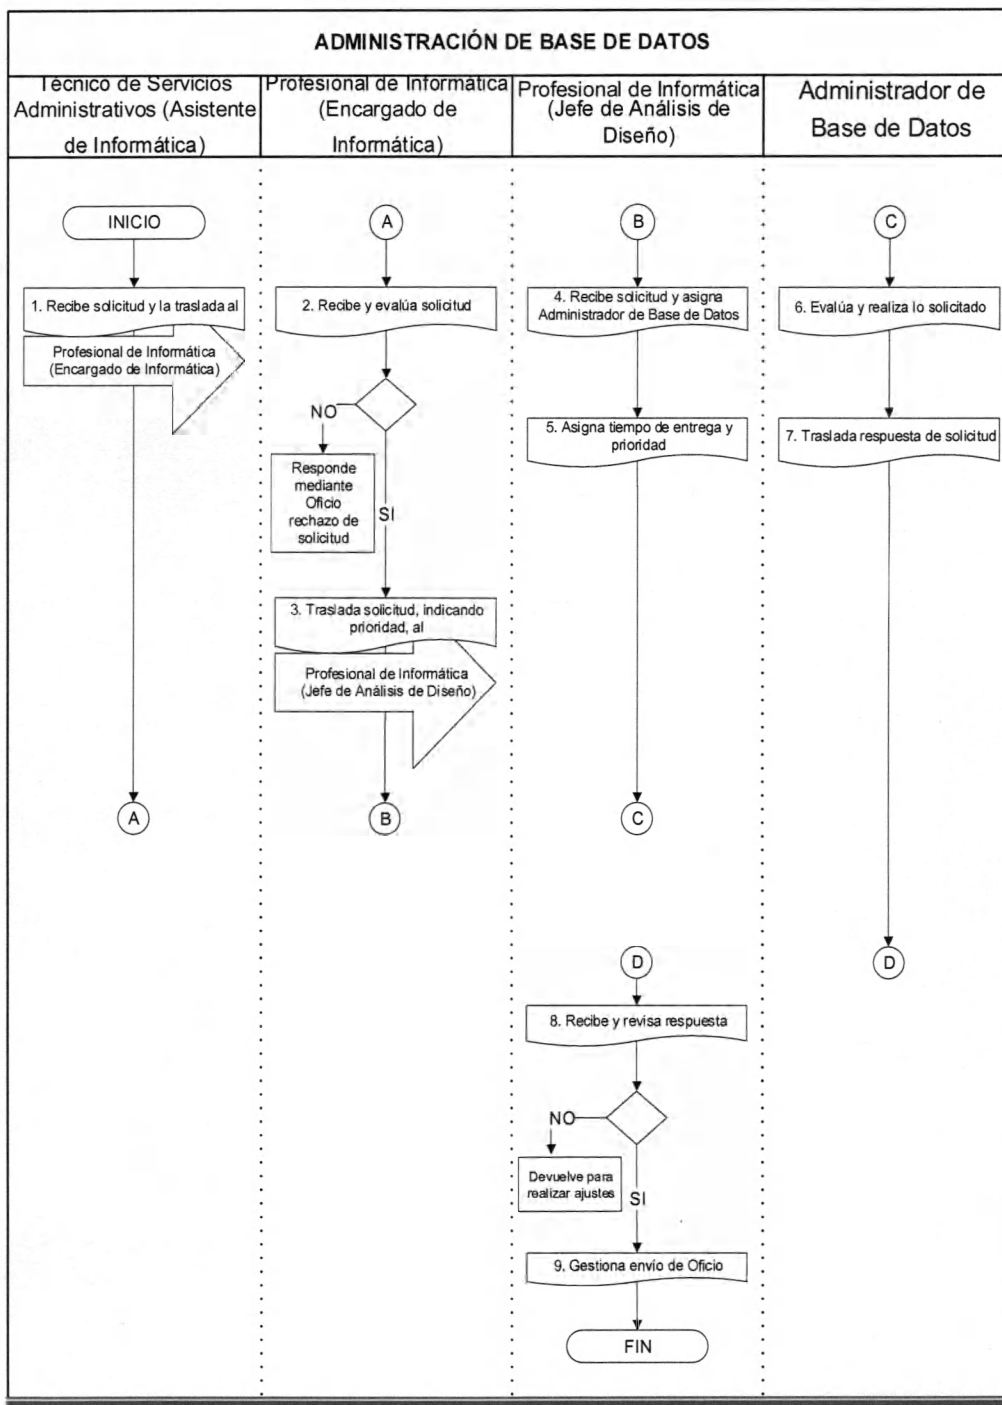 ADMINISTRACIÓN DE BASE DE DATOS
Técnico de Servicios
Administrativos (Asistente
de Informática)
Profesional de Informática
(Encargado de
Informática)
Profesional de Informática
(Jefe de Análisis de
Diseño)
Administrador de
Base de Datos
INICIO
1. Recibe solicitud y la traslada al
Profesional de Informática
(Encargado de Informática)
A
A
2. Recibe y evalúa solicitud
NO
Responde
mediante
Oficio
rechazo de
solicitud
SI
3. Traslada solicitud, indicando
prioridad, al
Profesional de Informática
(Jefe de Análisis de Diseño)
B
B
4. Recibe solicitud y asigna
Administrador de Base de Datos
5. Asigna tiempo de entrega y
prioridad
C
C
6. Evalúa y realiza lo solicitado
7. Traslada respuesta de solicitud
D
D
8. Recibe y revisa respuesta
NO
Devuelve para
realizar ajustes
SI
9. Gestiona envío de Oficio
FIN